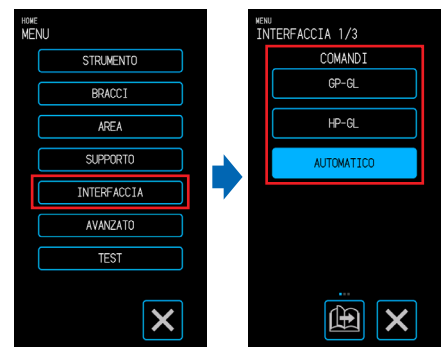 HOME
MENU
STRUMENTO
BRACCI
AREA
SUPPORTO
INTERFACCIA
AVANZATO
TEST
MENU
INTERFACCIA 1/3
COMANDI
GP-GL
HP-GL
AUTOMATICO